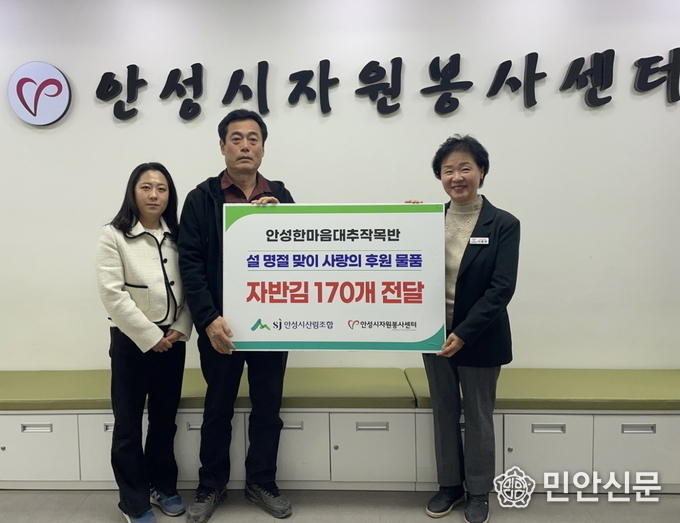 안성시자원봉사센터
안성한마음대추작목반
설 명절 맞이 사랑의 후원 물품
자반김 170개 전달
sj 안성시산림조합 안성시자원봉사센터
민안신문